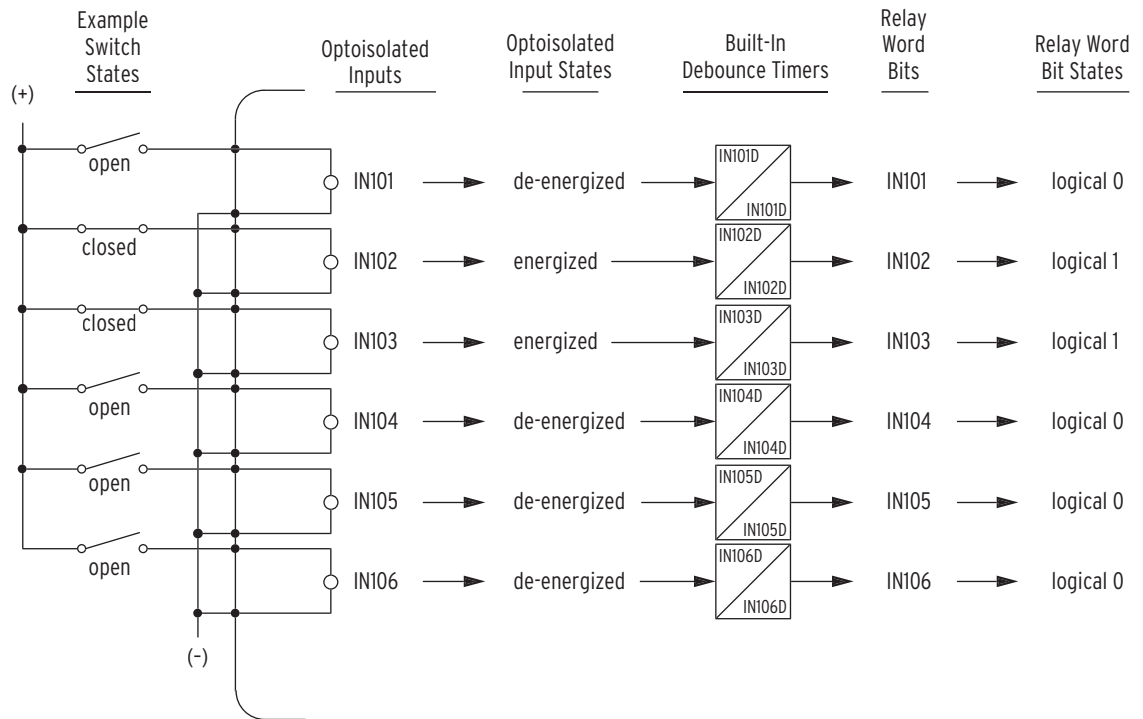 Example
Switch
States
Optoisolated
Inputs
Optoisolated
Input States
Built-In
Debounce Timers
Relay
Word
Bits
Relay Word
Bit States
(+)
open
IN101
de-energized
IN101D
IN101D
IN101
logical 0
closed
IN102
energized
IN102D
IN102D
IN102
logical 1
closed
IN103
energized
IN103D
IN103D
IN103
logical 1
open
IN104
de-energized
IN104D
IN104D
IN104
logical 0
open
IN105
de-energized
IN105D
IN105D
IN105
logical 0
open
IN106
de-energized
IN106D
IN106D
IN106
logical 0
(-)